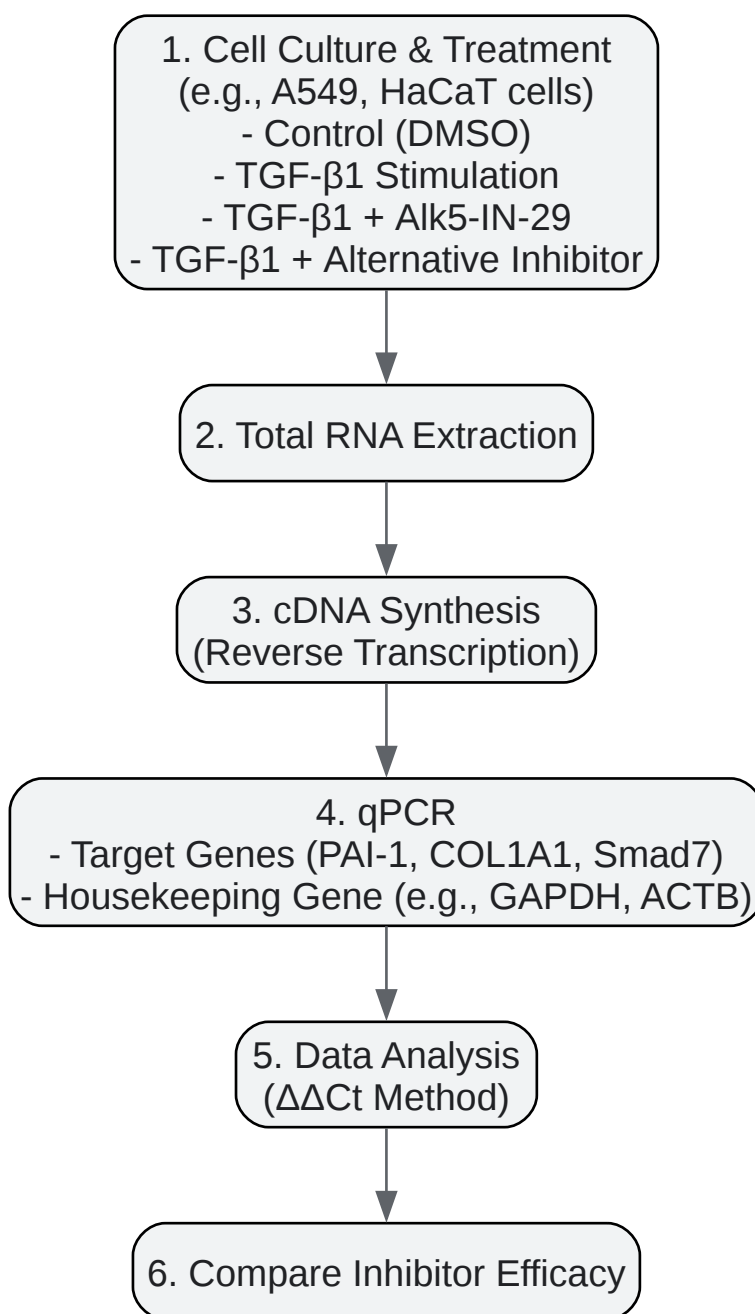 1. Cell Culture & Treatment
(e.g., A549, HaCaT cells)
- Control (DMSO)
- TGF-β1 Stimulation
- TGF-β1 + Alk5-IN-29
- TGF-β1 + Alternative Inhibitor
2. Total RNA Extraction
3. cDNA Synthesis
(Reverse Transcription)
4. qPCR
- Target Genes (PAI-1, COL1A1, Smad7)
- Housekeeping Gene (e.g., GAPDH, ACTB)
5. Data Analysis
(ΔΔCt Method)
6. Compare Inhibitor Efficacy